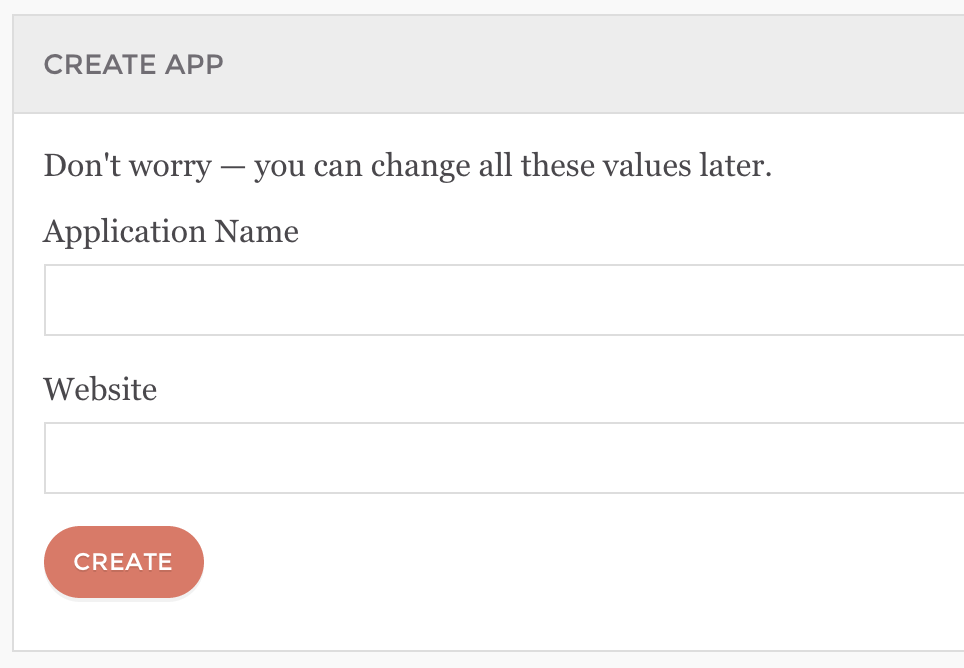 CREATE APP
Don't worry — you can change all these values later.
Application Name
Website
CREATE